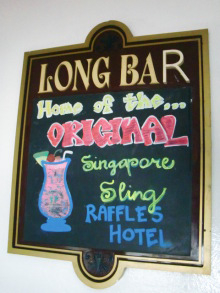 LONG BAR
Home of the...
ORIGINAL
Singapore
Sling
RAFFLES
HOTEL